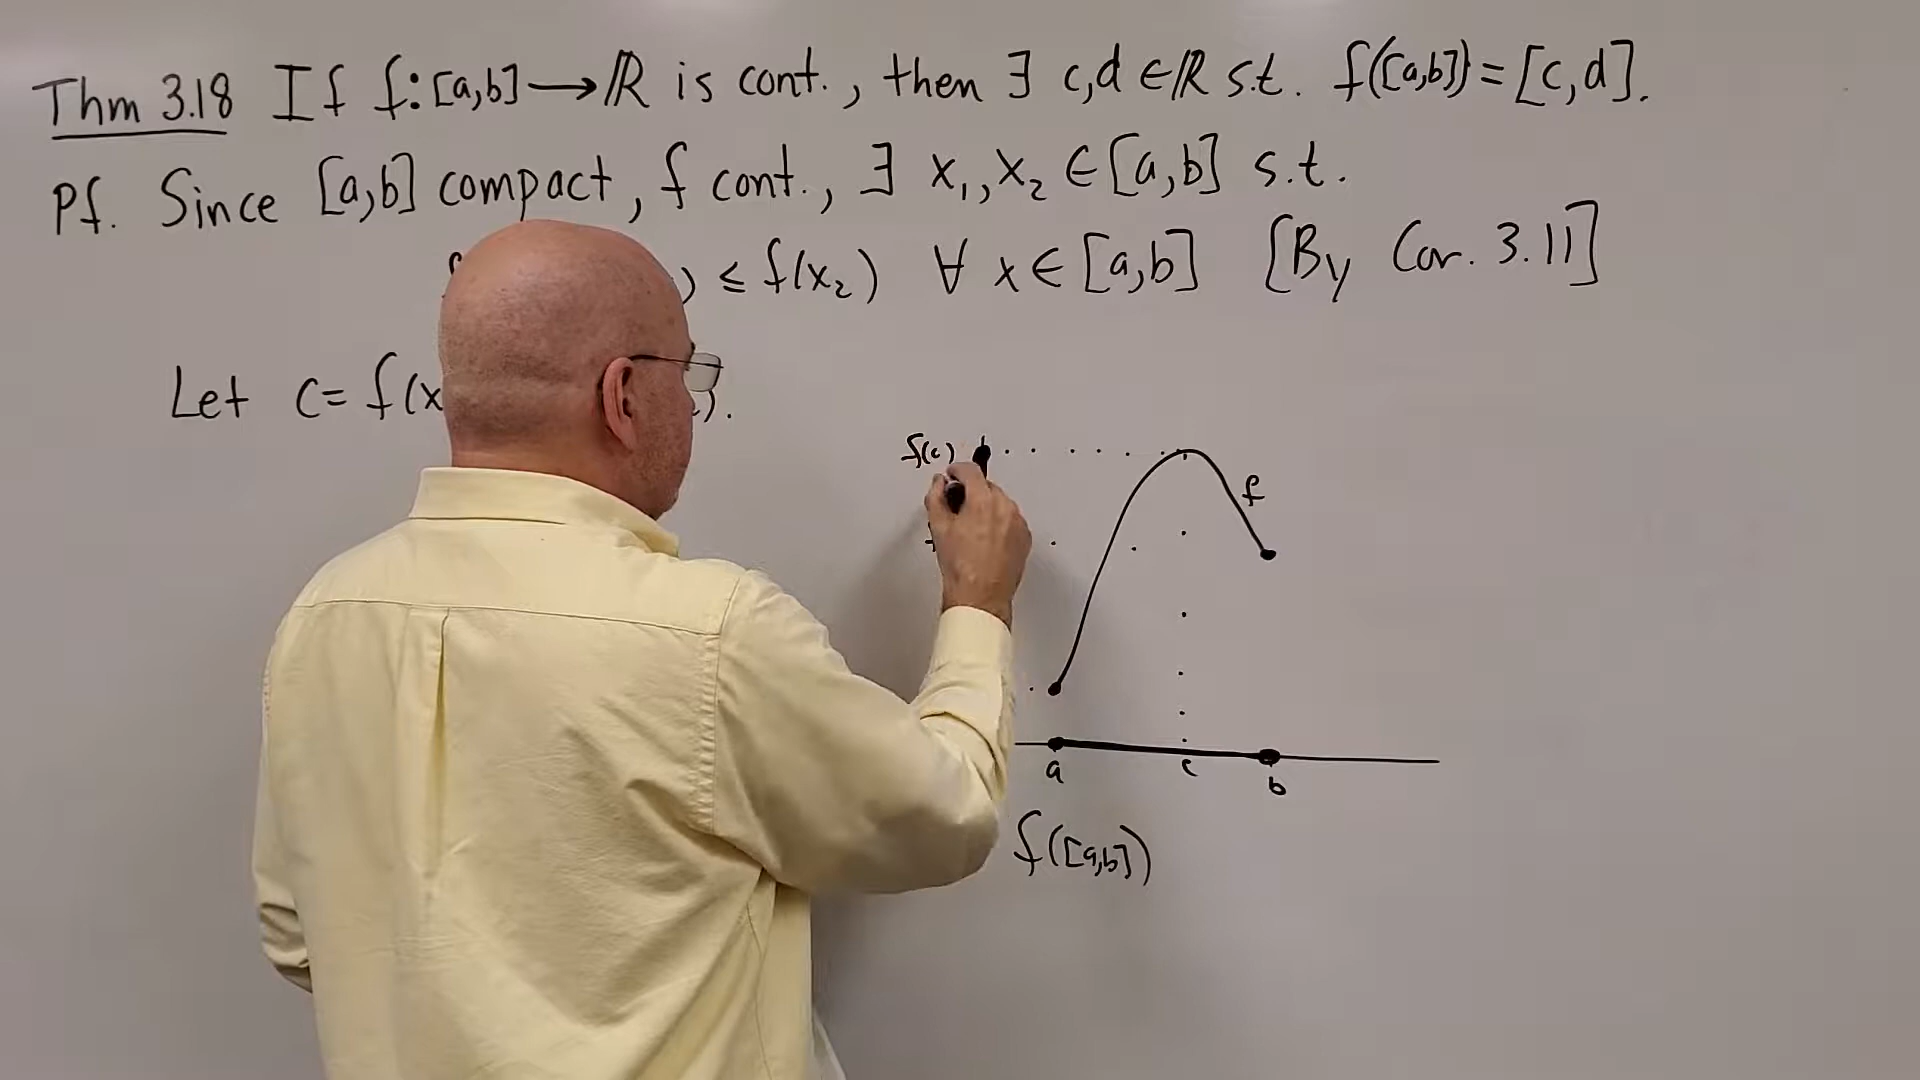 Thm 3.18 If f: [a,b] → ℝ is cont., then ∃ c,d ∈ ℝ s.t. f([a,b]) = [c,d].
Pf. Since [a,b] compact, f cont., ∃ x₁, x₂ ∈ [a,b] s.t.
) ≤ f(x₂) ∀ x ∈ [a,b] [By Cor. 3.11]
Let c = f(x ).
f(c)
f
a c b
f([a,b])